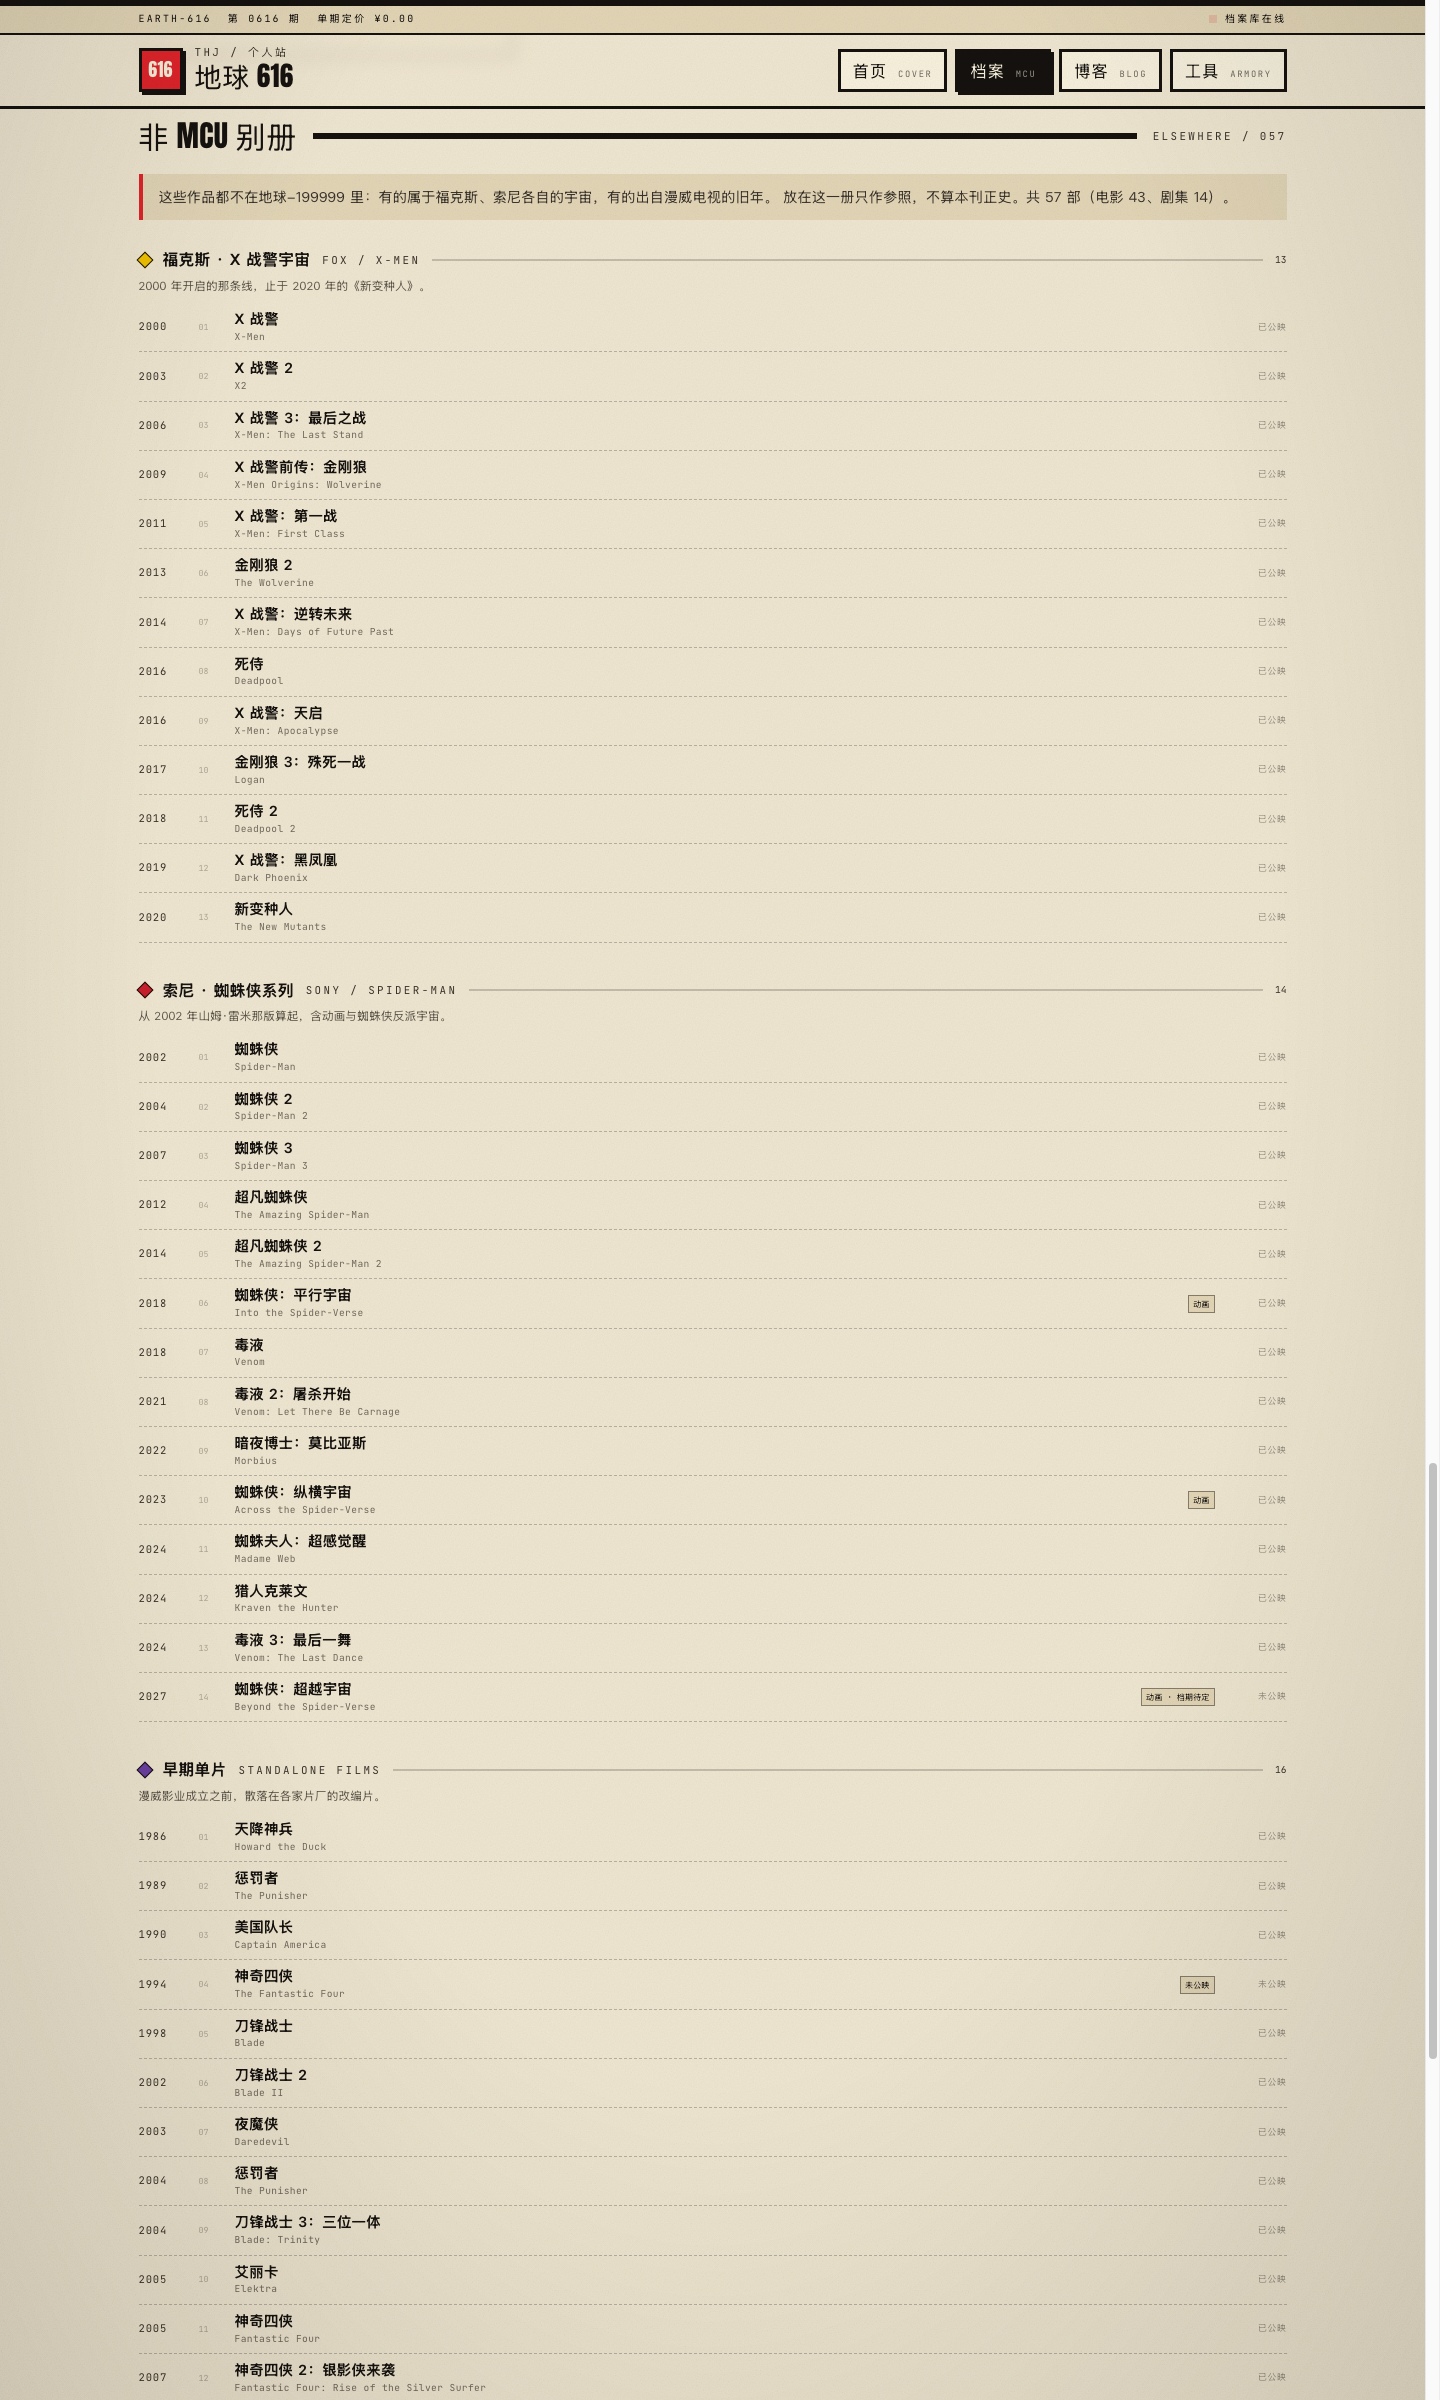 EARTH-616 第 0616 期 单期定价 ¥0.00
档案库在线
616
THJ / 个人站
地球 616
首页 COVER
档案 MCU
博客 BLOG
工具 ARMORY
非 MCU 别册
ELSEWHERE / 057
这些作品都不在地球-199999 里：有的属于福克斯、索尼各自的宇宙，有的出自漫威电视的旧年。 放在这一册只作参照，不算本刊正史。共 57 部（电影 43、剧集 14）。
福克斯 · X 战警宇宙 FOX / X-MEN 13
2000 年开启的那条线，止于 2020 年的《新变种人》。
2000 01 X 战警 已公映
X-Men
2003 02 X 战警 2 已公映
X2
2006 03 X 战警 3：最后之战 已公映
X-Men: The Last Stand
2009 04 X 战警前传：金刚狼 已公映
X-Men Origins: Wolverine
2011 05 X 战警：第一战 已公映
X-Men: First Class
2013 06 金刚狼 2 已公映
The Wolverine
2014 07 X 战警：逆转未来 已公映
X-Men: Days of Future Past
2016 08 死侍 已公映
Deadpool
2016 09 X 战警：天启 已公映
X-Men: Apocalypse
2017 10 金刚狼 3：殊死一战 已公映
Logan
2018 11 死侍 2 已公映
Deadpool 2
2019 12 X 战警：黑凤凰 已公映
Dark Phoenix
2020 13 新变种人 已公映
The New Mutants
索尼 · 蜘蛛侠系列 SONY / SPIDER-MAN 14
从 2002 年山姆·雷米那版算起，含动画与蜘蛛侠反派宇宙。
2002 01 蜘蛛侠 已公映
Spider-Man
2004 02 蜘蛛侠 2 已公映
Spider-Man 2
2007 03 蜘蛛侠 3 已公映
Spider-Man 3
2012 04 超凡蜘蛛侠 已公映
The Amazing Spider-Man
2014 05 超凡蜘蛛侠 2 已公映
The Amazing Spider-Man 2
2018 06 蜘蛛侠：平行宇宙 动画 已公映
Into the Spider-Verse
2018 07 毒液 已公映
Venom
2021 08 毒液 2：屠杀开始 已公映
Venom: Let There Be Carnage
2022 09 暗夜博士：莫比亚斯 已公映
Morbius
2023 10 蜘蛛侠：纵横宇宙 动画 已公映
Across the Spider-Verse
2024 11 蜘蛛夫人：超感觉醒 已公映
Madame Web
2024 12 猎人克莱文 已公映
Kraven the Hunter
2024 13 毒液 3：最后一舞 已公映
Venom: The Last Dance
2027 14 蜘蛛侠：超越宇宙 动画 · 档期待定 未公映
Beyond the Spider-Verse
早期单片 STANDALONE FILMS 16
漫威影业成立之前，散落在各家片厂的改编片。
1986 01 天降神兵 已公映
Howard the Duck
1989 02 惩罚者 已公映
The Punisher
1990 03 美国队长 已公映
Captain America
1994 04 神奇四侠 未公映 未公映
The Fantastic Four
1998 05 刀锋战士 已公映
Blade
2002 06 刀锋战士 2 已公映
Blade II
2003 07 夜魔侠 已公映
Daredevil
2004 08 惩罚者 已公映
The Punisher
2004 09 刀锋战士 3：三位一体 已公映
Blade: Trinity
2005 10 艾丽卡 已公映
Elektra
2005 11 神奇四侠 已公映
Fantastic Four
2007 12 神奇四侠 2：银影侠来袭 已公映
Fantastic Four: Rise of the Silver Surfer